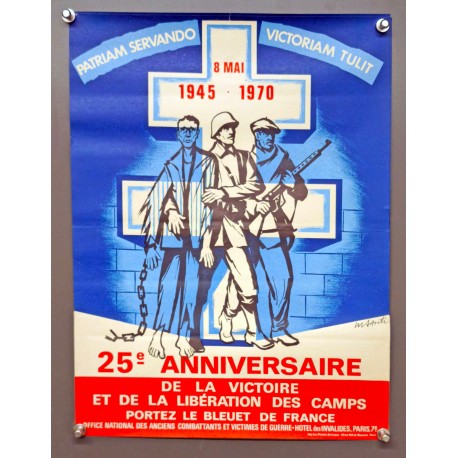 PATRIAM SERVANDO
VICTORIAM TULIT
8 MAI
1945 · 1970
25e ANNIVERSAIRE
DE LA VICTOIRE
ET DE LA LIBÉRATION DES CAMPS
PORTEZ LE BLEUET DE FRANCE
OFFICE NATIONAL DES ANCIENS COMBATTANTS ET VICTIMES DE GUERRE - HOTEL des INVALIDES, PARIS, 7e